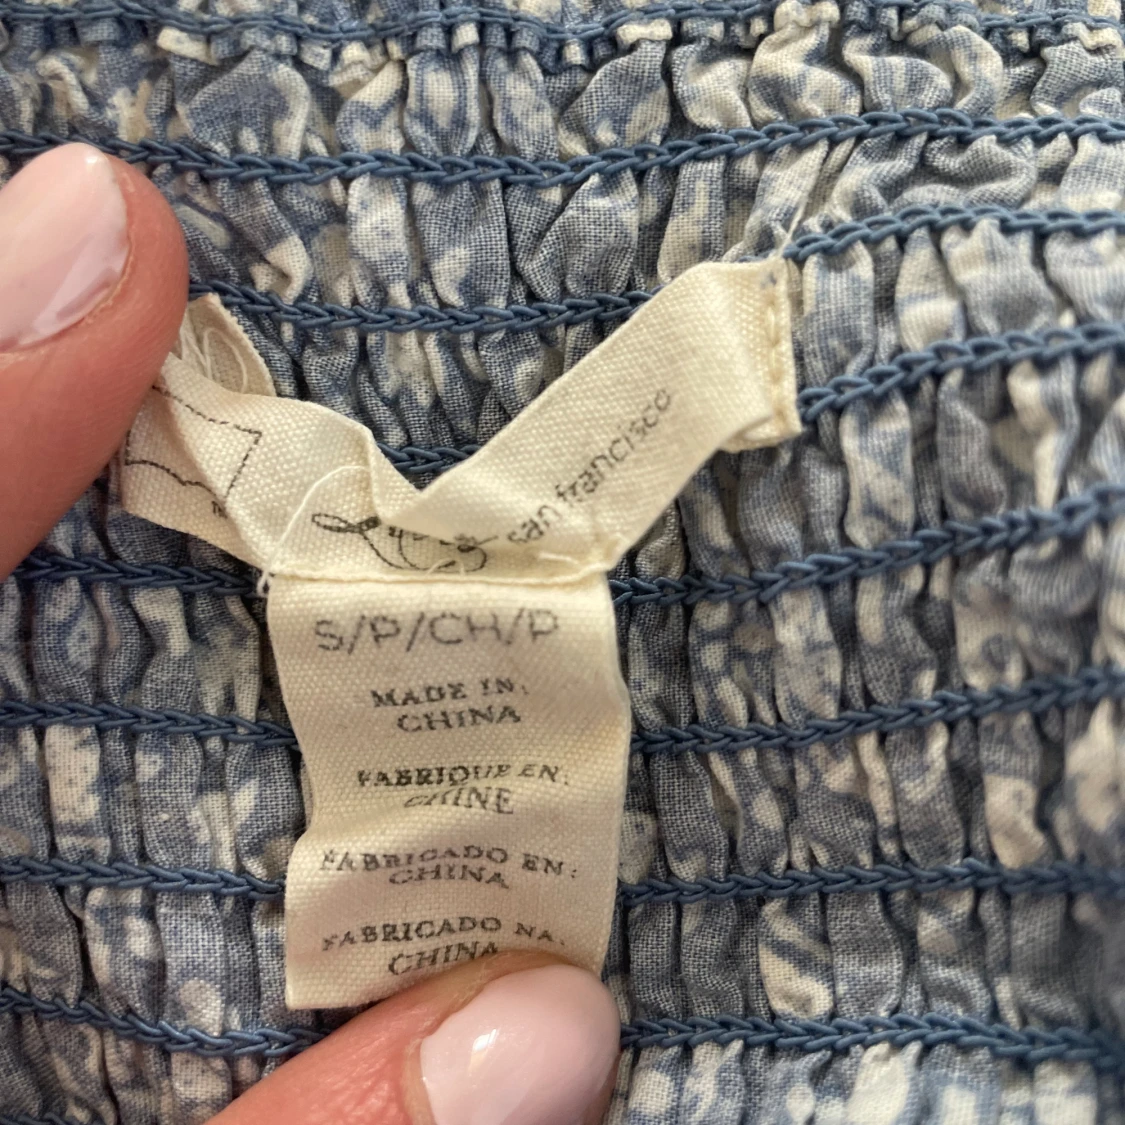 san francisco
S/P/CH/P
MADE IN:
CHINA
FABRIQUE EN:
CHINE
FABRICADO EN:
CHINA
FABRICADO NA:
CHINA